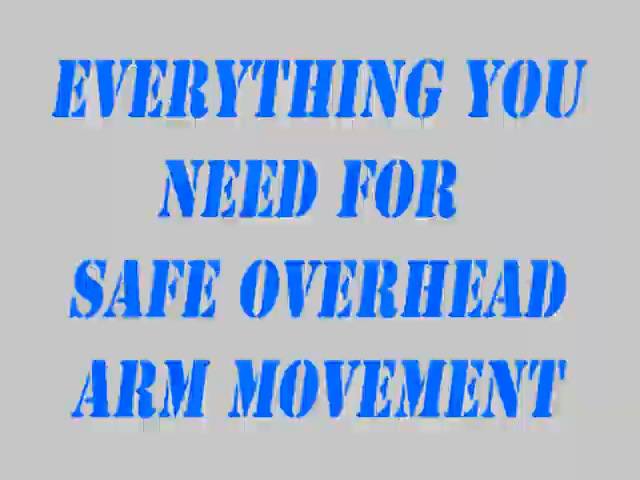 EVERYTHING YOU
NEED FOR
SAFE OVERHEAD
ARM MOVEMENT